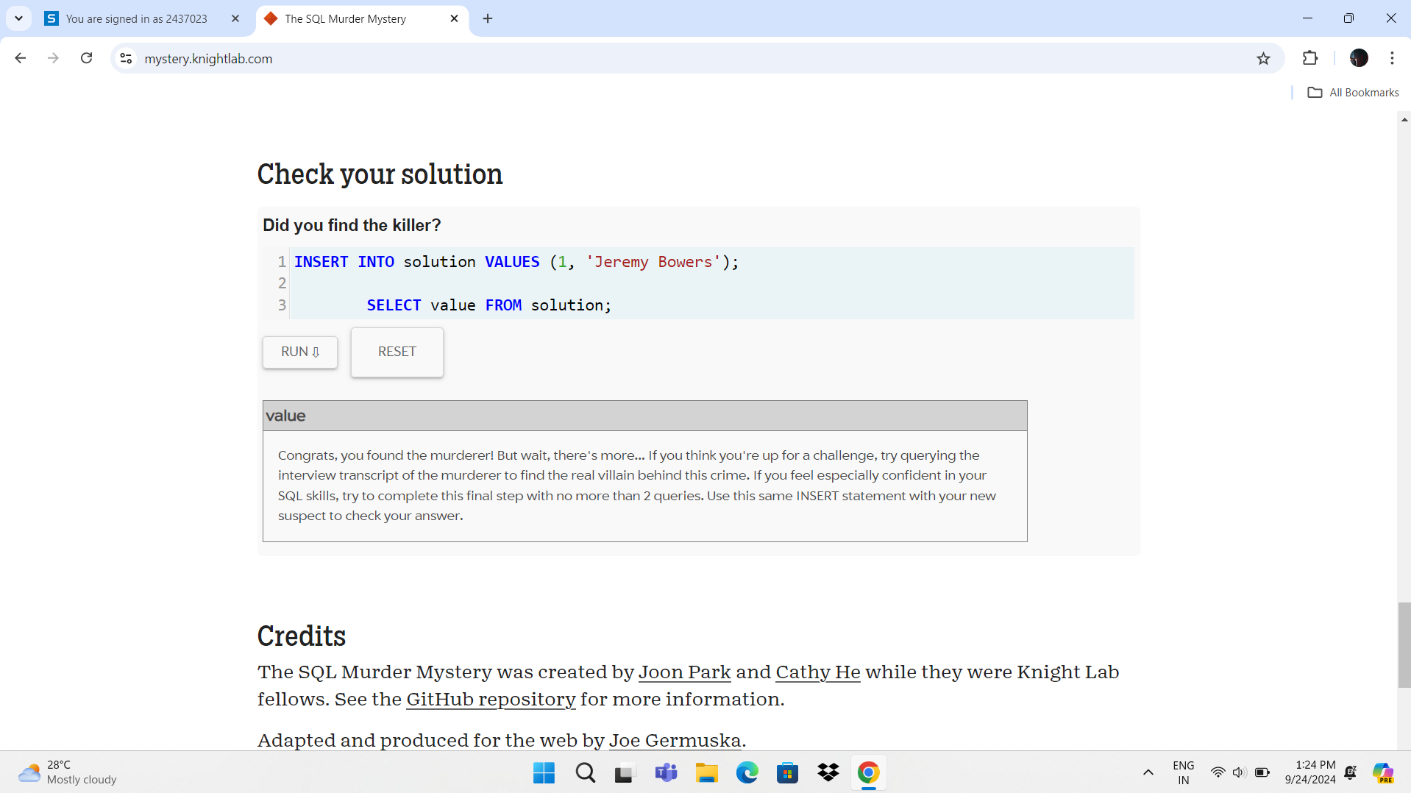 You are signed in as 2437023
The SQL Murder Mystery
mystery.knightlab.com
All Bookmarks
Check your solution
Did you find the killer?
1 INSERT INTO solution VALUES (1, 'Jeremy Bowers');
2
3 SELECT value FROM solution;
RUN ⇩ RESET
value
Congrats, you found the murderer! But wait, there's more... If you think you're up for a challenge, try querying the
interview transcript of the murderer to find the real villain behind this crime. If you feel especially confident in your
SQL skills, try to complete this final step with no more than 2 queries. Use this same INSERT statement with your new
suspect to check your answer.
Credits
The SQL Murder Mystery was created by Joon Park and Cathy He while they were Knight Lab
fellows. See the GitHub repository for more information.
Adapted and produced for the web by Joe Germuska.
28°C
Mostly cloudy
ENG
IN
1:24 PM
9/24/2024
PRE